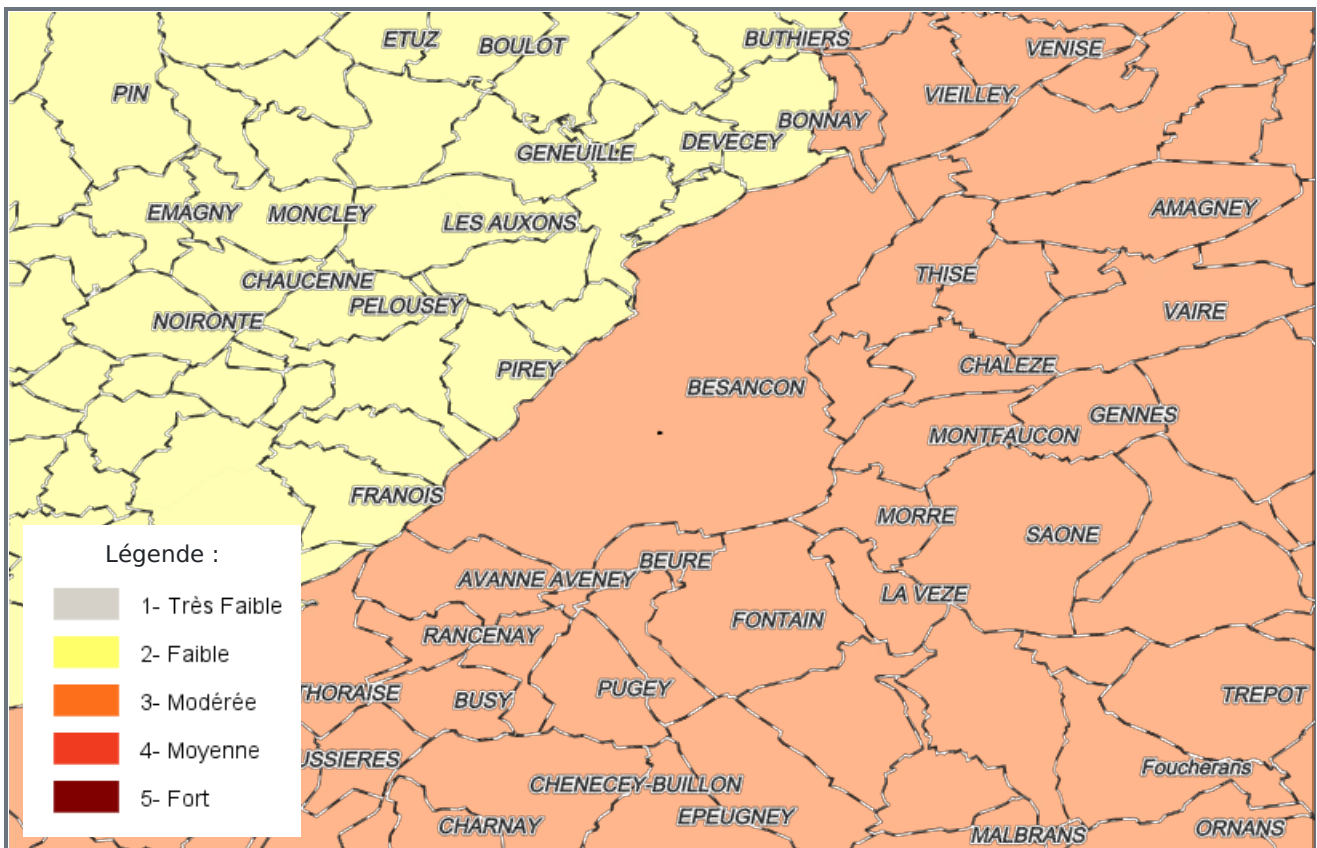 ETUZ
BOULOT
BUTHIERS
VENISE
PIN
VIEILLEY
BONNAY
DEVECEY
GENEUILLE
EMAGNY
MONCLEY
LES AUXONS
AMAGNEY
CHAUCENNE
THISE
PELOUSEY
NOIRONTE
VAIRE
PIREY
CHALEZE
BESANCON
GENNES
MONTFAUCON
FRANOIS
MORRE
SAONE
BEURE
AVANNE AVENEY
LA VEZE
FONTAIN
RANCENAY
THORAISE
BUSY
PUGEY
TREPOT
USSIERES
Foucherans
CHENECEY-BUILLON
EPEUGNEY
CHARNAY
MALBRANS
ORNANS
Légende :
1- Très Faible
2- Faible
3- Modérée
4- Moyenne
5- Fort